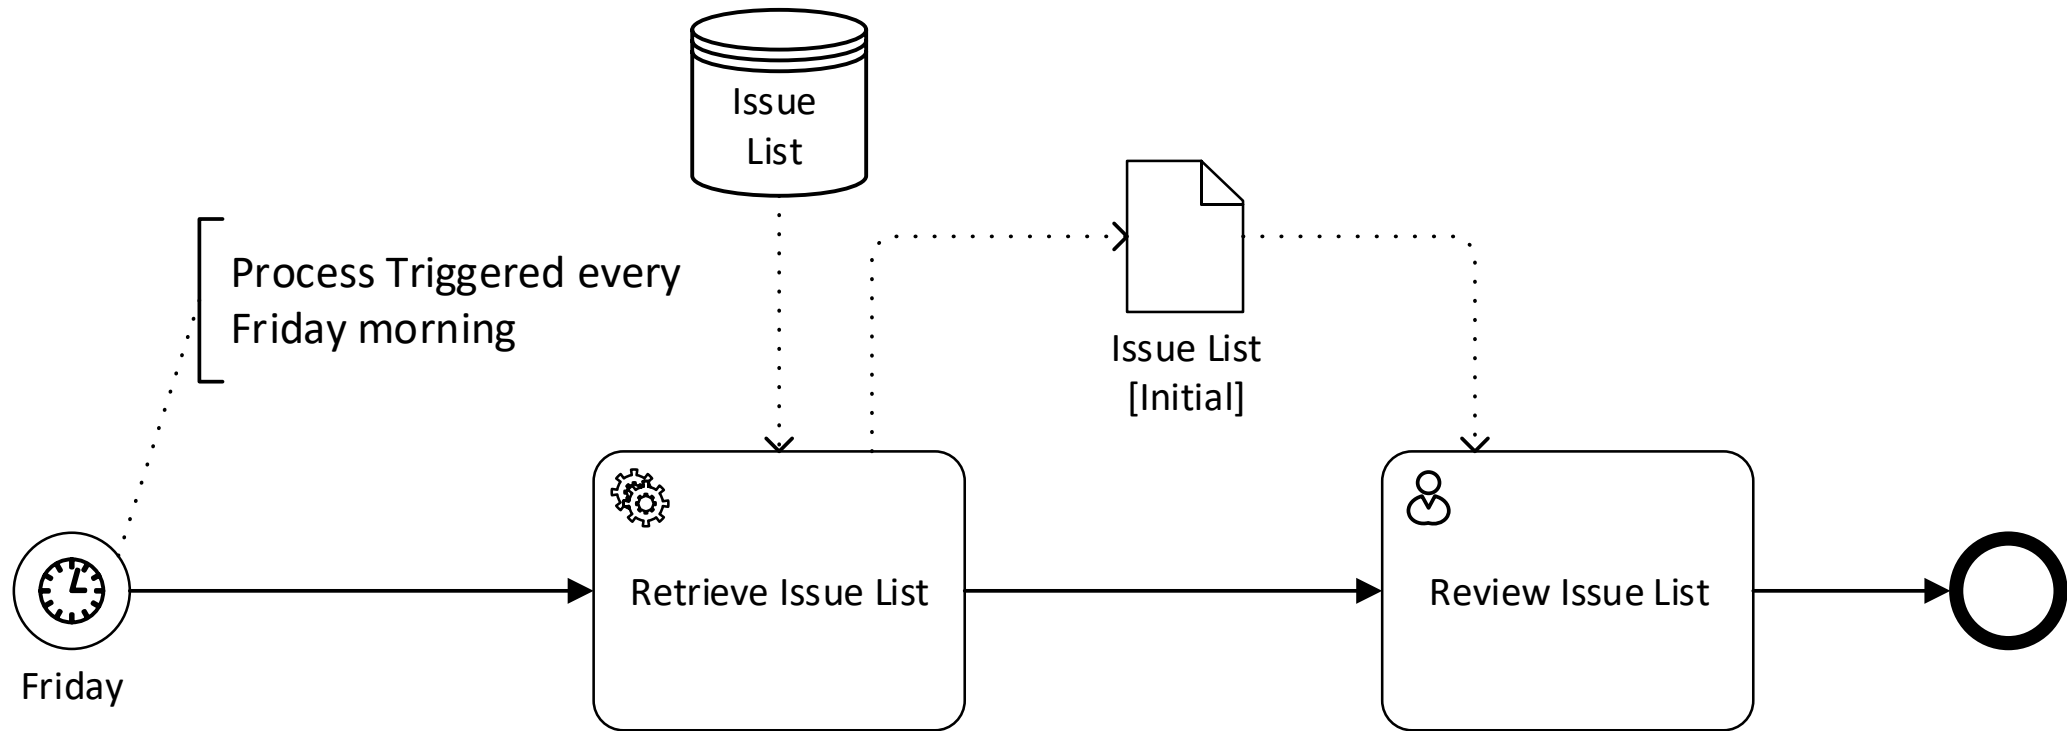 Issue
List
Process Triggered every
Friday morning
Issue List
[Initial]
Retrieve Issue List
Review Issue List
Friday